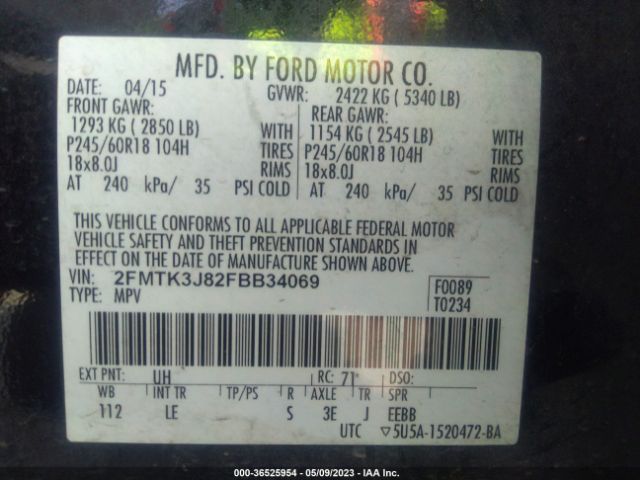 MFD. BY FORD MOTOR CO.
DATE: 04/15 GVWR: 2422 KG ( 5340 LB)
FRONT GAWR: REAR GAWR:
1293 KG ( 2850 LB) WITH 1154 KG ( 2545 LB) WITH
P245/60R18 104H TIRES P245/60R18 104H TIRES
18x8.0J RIMS 18x8.0J RIMS
AT 240 kPa/ 35 PSI COLD AT 240 kPa/ 35 PSI COLD
THIS VEHICLE CONFORMS TO ALL APPLICABLE FEDERAL MOTOR
VEHICLE SAFETY AND THEFT PREVENTION STANDARDS IN
EFFECT ON THE DATE OF MANUFACTURE SHOWN ABOVE.
VIN: 2FMTK3J82FBB34069 F0089
TYPE: MPV T0234
EXT PNT: UH RC: 71 DSO:
WB INT TR TP/PS R AXLE TR SPR
112 LE S 3E J EEBB
UTC ▽5U5A-1520472-BA
000-36525954 - 05/09/2023 - IAA Inc.